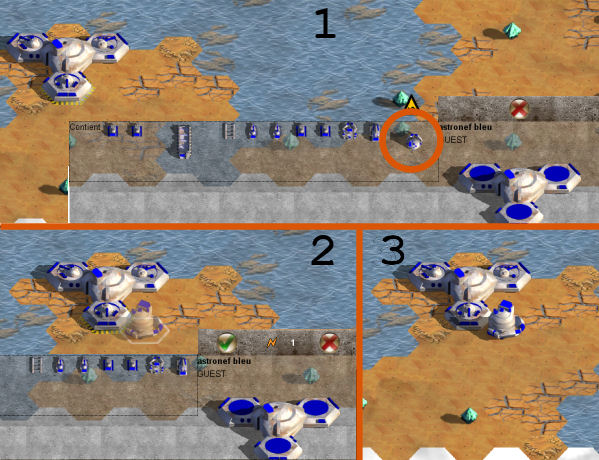 1
Contient
astronef bleu
GUEST
2
3
1
astronef bleu
GUEST